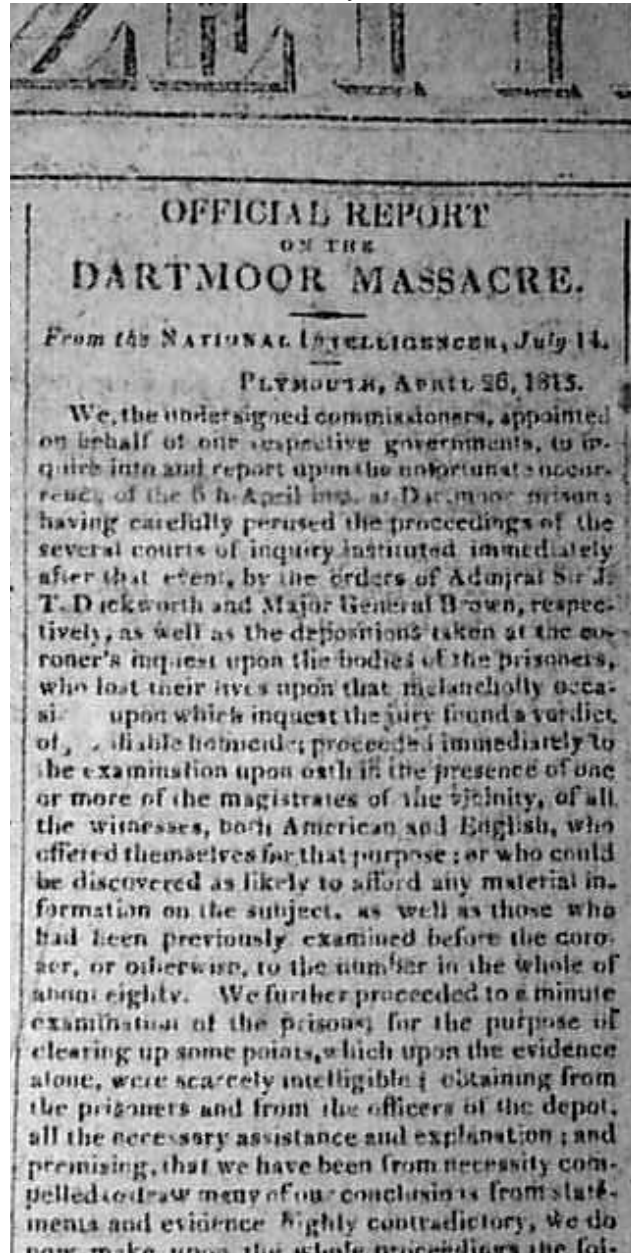 ZETT
OFFICIAL REPORT
ON THE
DARTMOOR MASSACRE.
From the NATIONAL INTELLIGENCER, July 14.
PLYMOUTH, APRIL 26, 1815.
We, the undersigned commissioners, appointed
on behalf of our respective governments, to in-
quire into and report upon the unfortunate occur-
rence, of the 6th April inst. at Dartmoor prison;
having carefully perused the proceedings of the
several courts of inquiry instituted immediately
after that event, by the orders of Admiral Sir J.
T. Duckworth and Major General Brown, respec-
tively, as well as the depositions taken at the co-
roner's inquest upon the bodies of the prisoners,
who lost their lives upon that melancholly occa-
si upon which inquest the jury found a verdict
of homicide; proceeded immediately to
the examination upon oath in the presence of one
or more of the magistrates of the vicinity, of all
the witnesses, both American and English, who
offered themselves for that purpose; or who could
be discovered as likely to afford any material in-
formation on the subject, as well as those who
had been previously examined before the coro-
ner, or otherwise, to the number in the whole of
about eighty. We further proceeded to a minute
examination of the prisons; for the purpose of
clearing up some points, which upon the evidence
alone, were scarcely intelligible; obtaining from
the prisoners and from the officers of the depot,
all the necessary assistance and explanation; and
premising, that we have been from necessity com-
pelled to draw many of our conclusions from state-
ments and evidence highly contradictory, we do
now make upon the whole proceedings the fol-